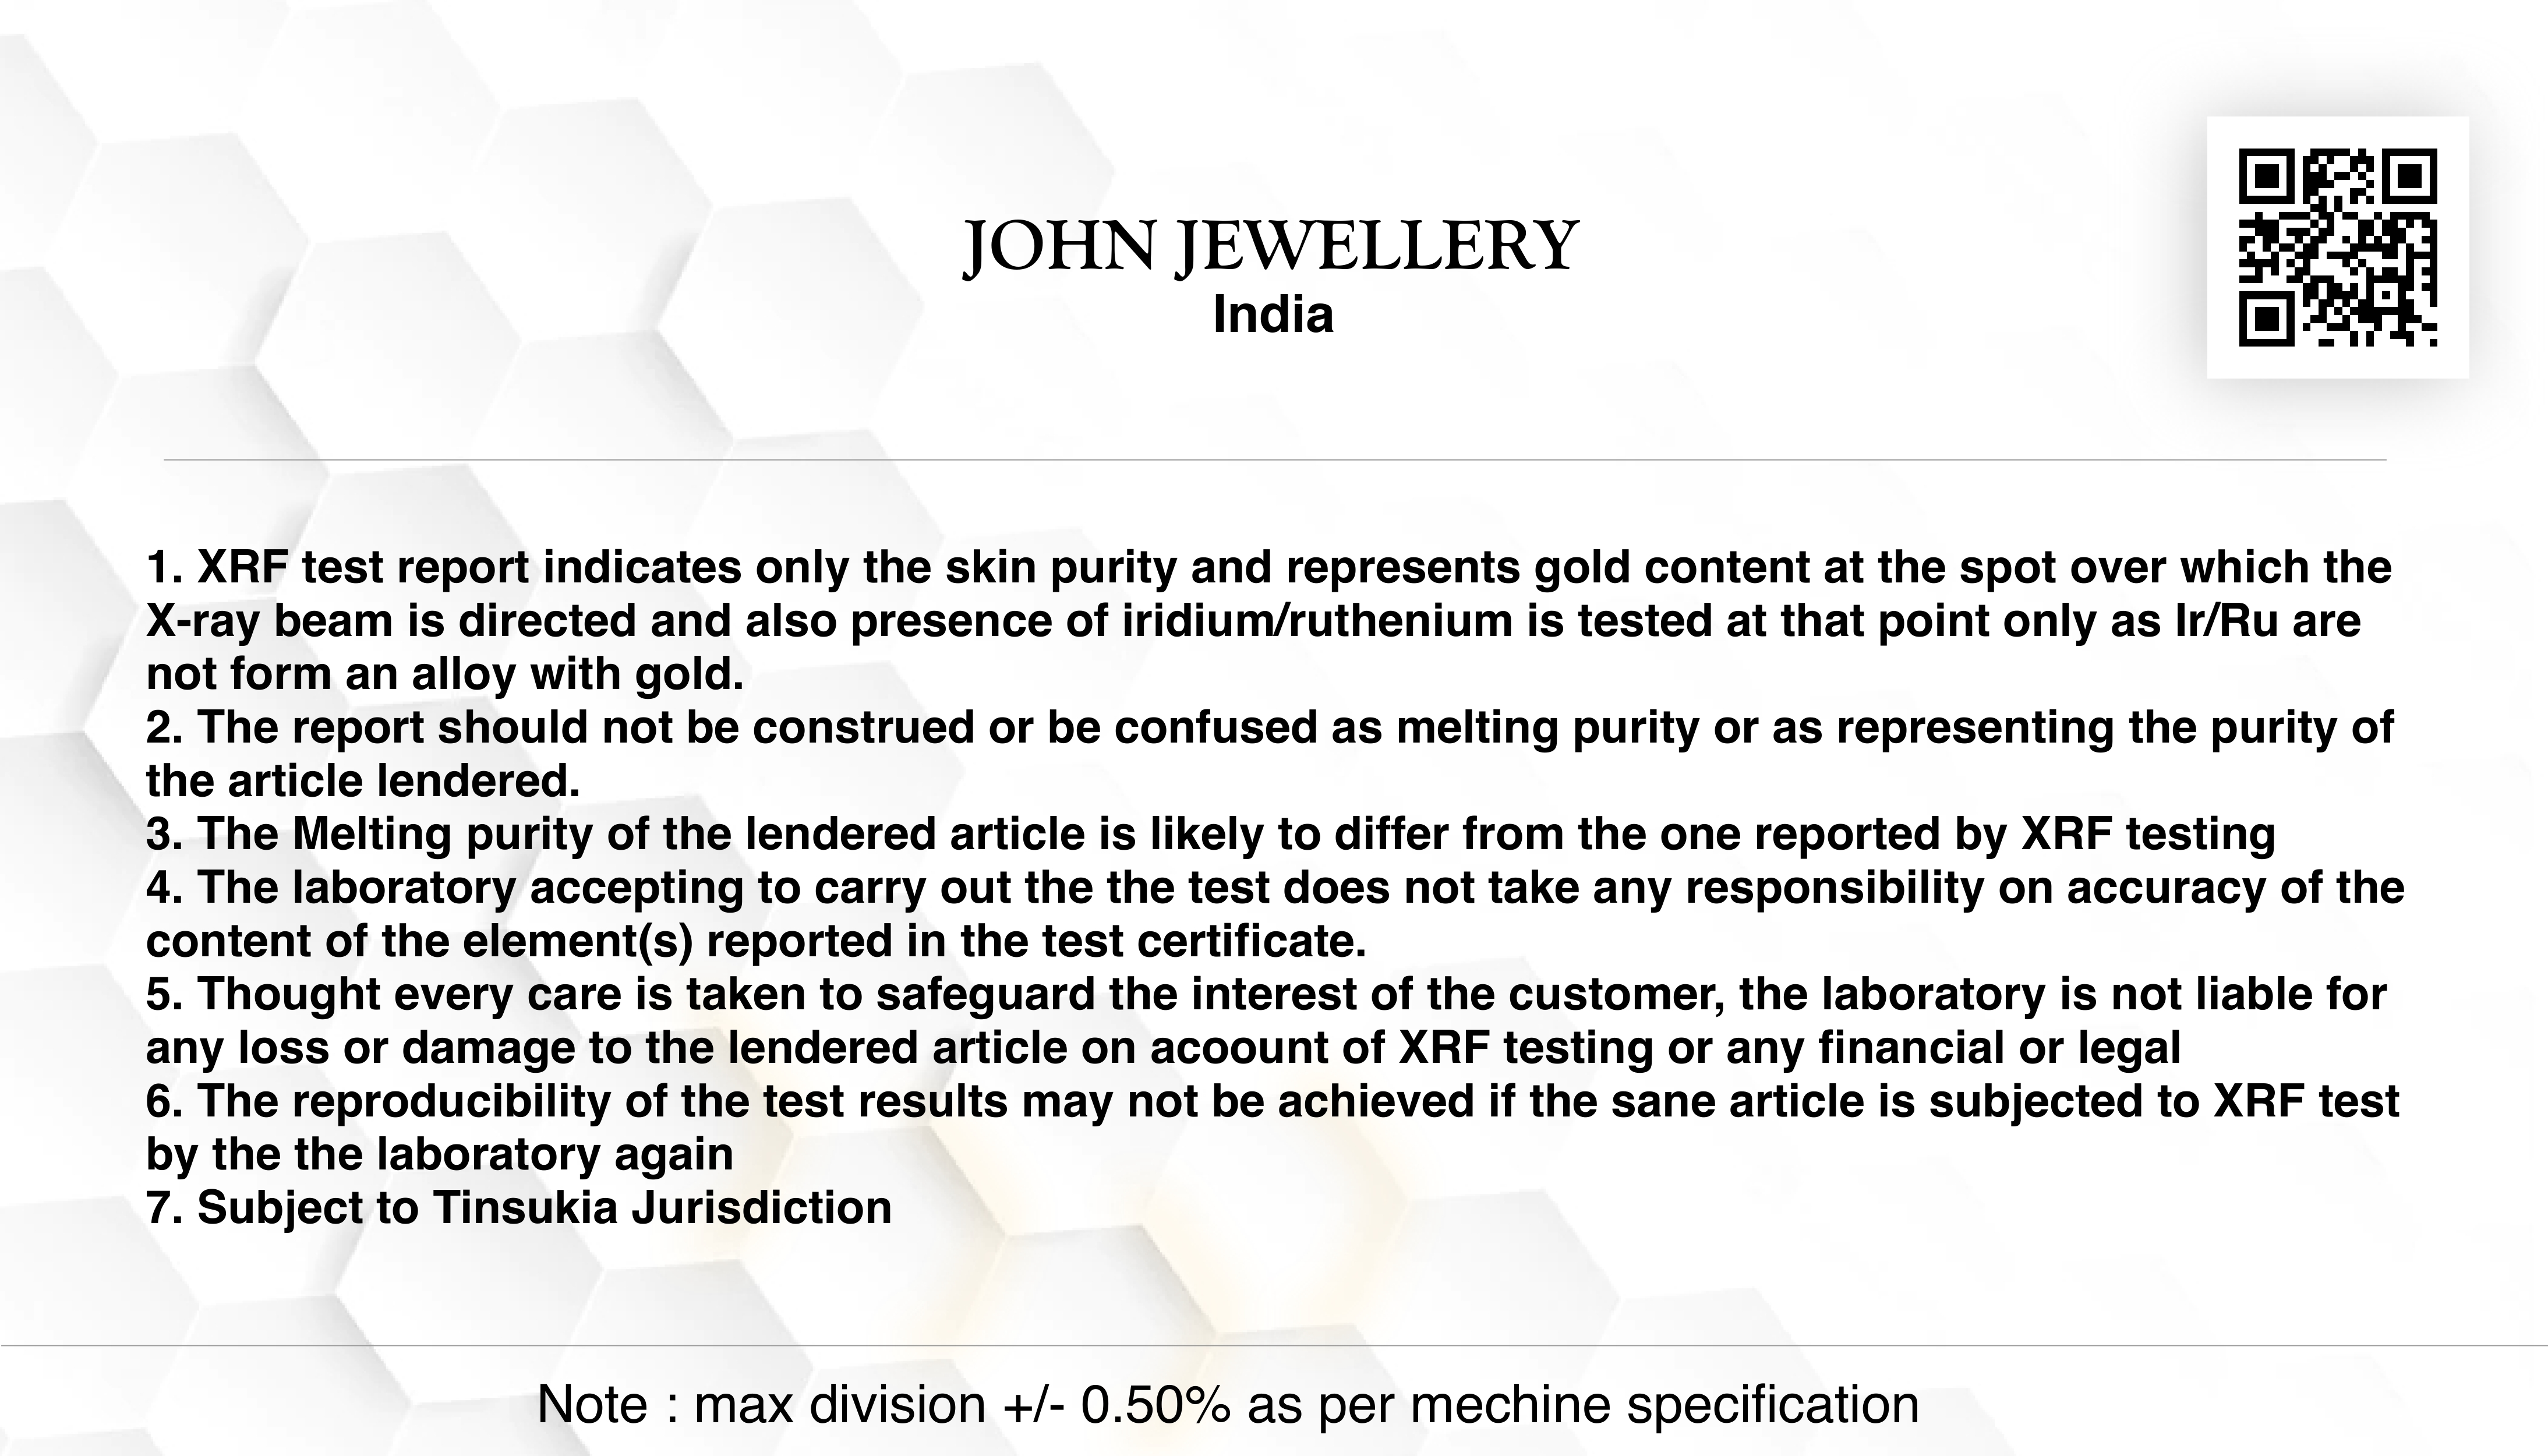 JOHN JEWELLERY
India
1. XRF test report indicates only the skin purity and represents gold content at the spot over which the
X-ray beam is directed and also presence of iridium/ruthenium is tested at that point only as Ir/Ru are
not form an alloy with gold.
2. The report should not be construed or be confused as melting purity or as representing the purity of
the article lendered.
3. The Melting purity of the lendered article is likely to differ from the one reported by XRF testing
4. The laboratory accepting to carry out the the test does not take any responsibility on accuracy of the
content of the element(s) reported in the test certificate.
5. Thought every care is taken to safeguard the interest of the customer, the laboratory is not liable for
any loss or damage to the lendered article on acoount of XRF testing or any financial or legal
6. The reproducibility of the test results may not be achieved if the sane article is subjected to XRF test
by the the laboratory again
7. Subject to Tinsukia Jurisdiction
Note : max division +/- 0.50% as per mechine specification